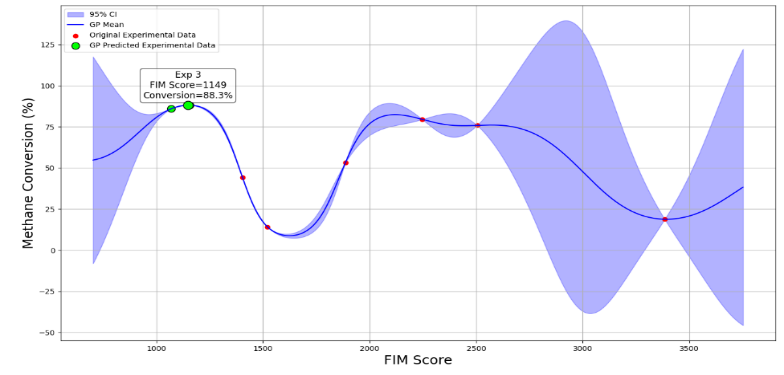 95% CI
GP Mean
Original Experimental Data
GP Predicted Experimental Data
Exp 3
FIM Score=1149
Conversion=88.3%
Methane Conversion (%)
125
100
75
50
25
0
−25
−50
1000 1500 2000 2500 3000 3500
FIM Score